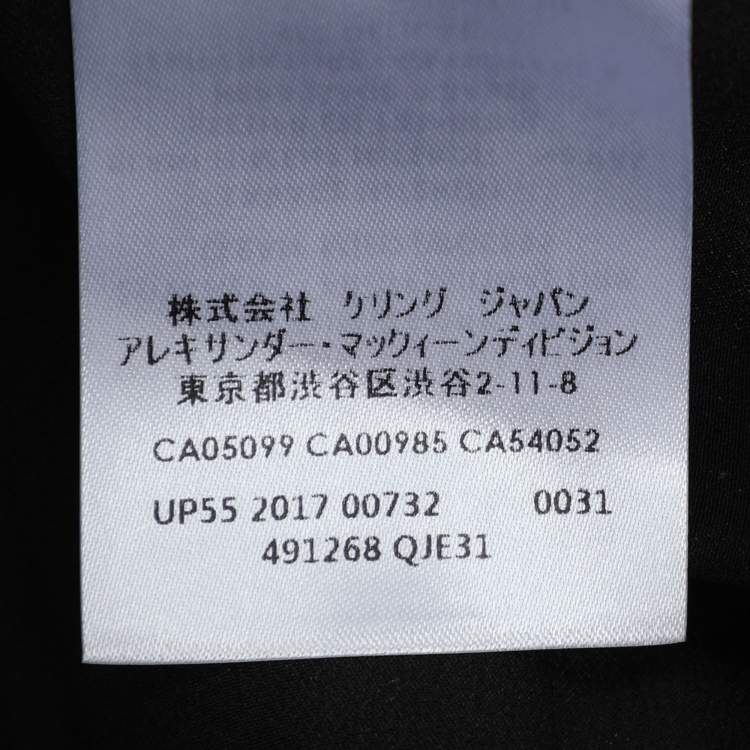 株式会社 ケリング ジャパン
アレキサンダー・マックィーンディビジョン
東京都渋谷区渋谷2-11-8
CA05099 CA00985 CA54052
UP55 2017 00732 0031
491268 QJE31